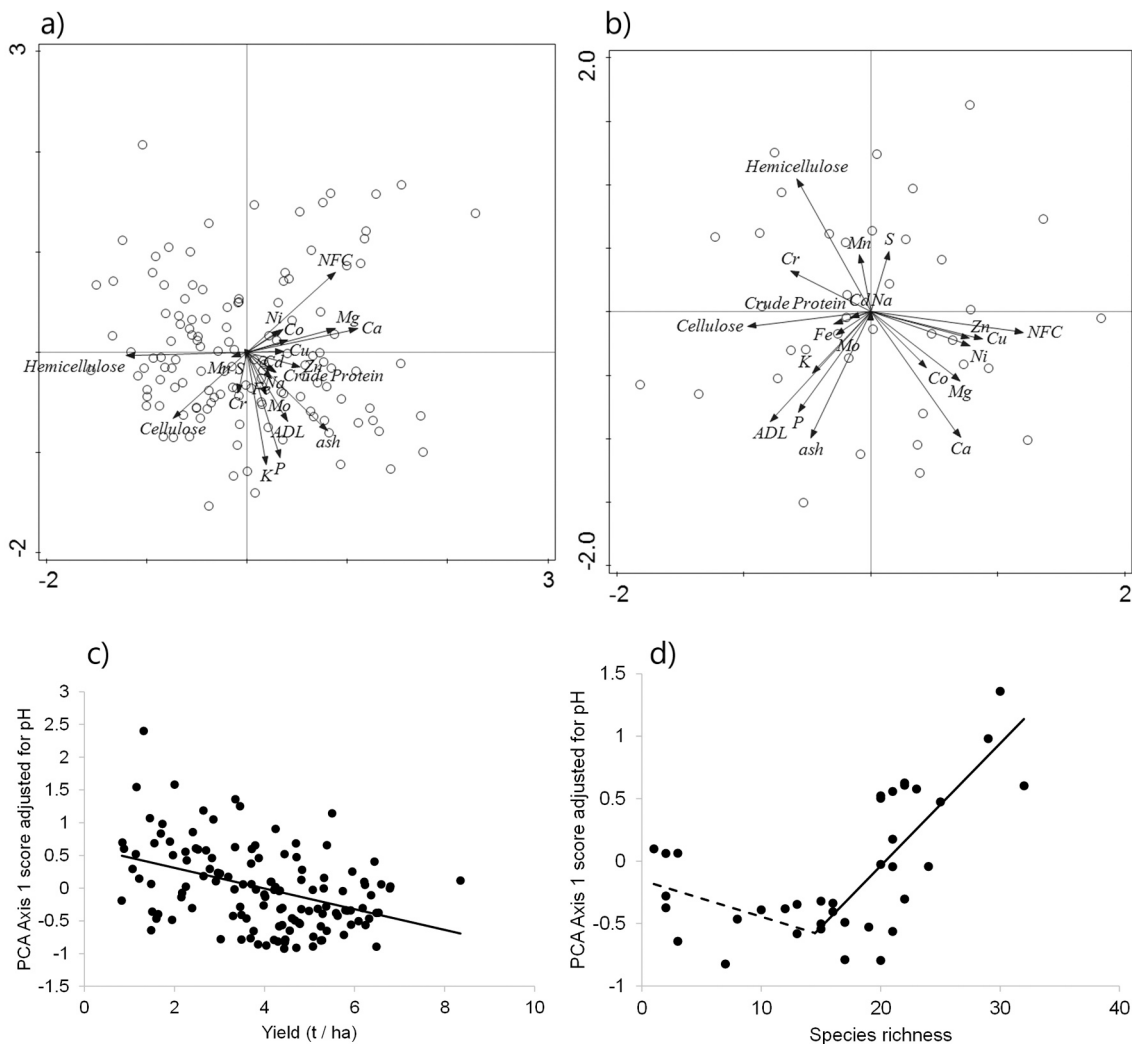 a)
3
NFC
Ni
Mg
Co
Ca
Cu
Hemicellulose
Mn
S
Cd
Zn
Crude Protein
Na
Fe
Cr
Mo
Cellulose
ADL
ash
K
P
-2
-2
3
b)
2.0
Hemicellulose
Mn
S
Cr
Crude Protein
Cd
Na
Cellulose
Fe
Zn
NFC
Mo
Cu
Ni
K
Co
Mg
P
ADL
ash
Ca
-2.0
-2
2
c)
PCA Axis 1 score adjusted for pH
3
2.5
2
1.5
1
0.5
0
-0.5
-1
-1.5
0
2
4
6
8
10
Yield (t / ha)
d)
PCA Axis 1 score adjusted for pH
1.5
1
0.5
0
-0.5
-1
0
10
20
30
40
Species richness